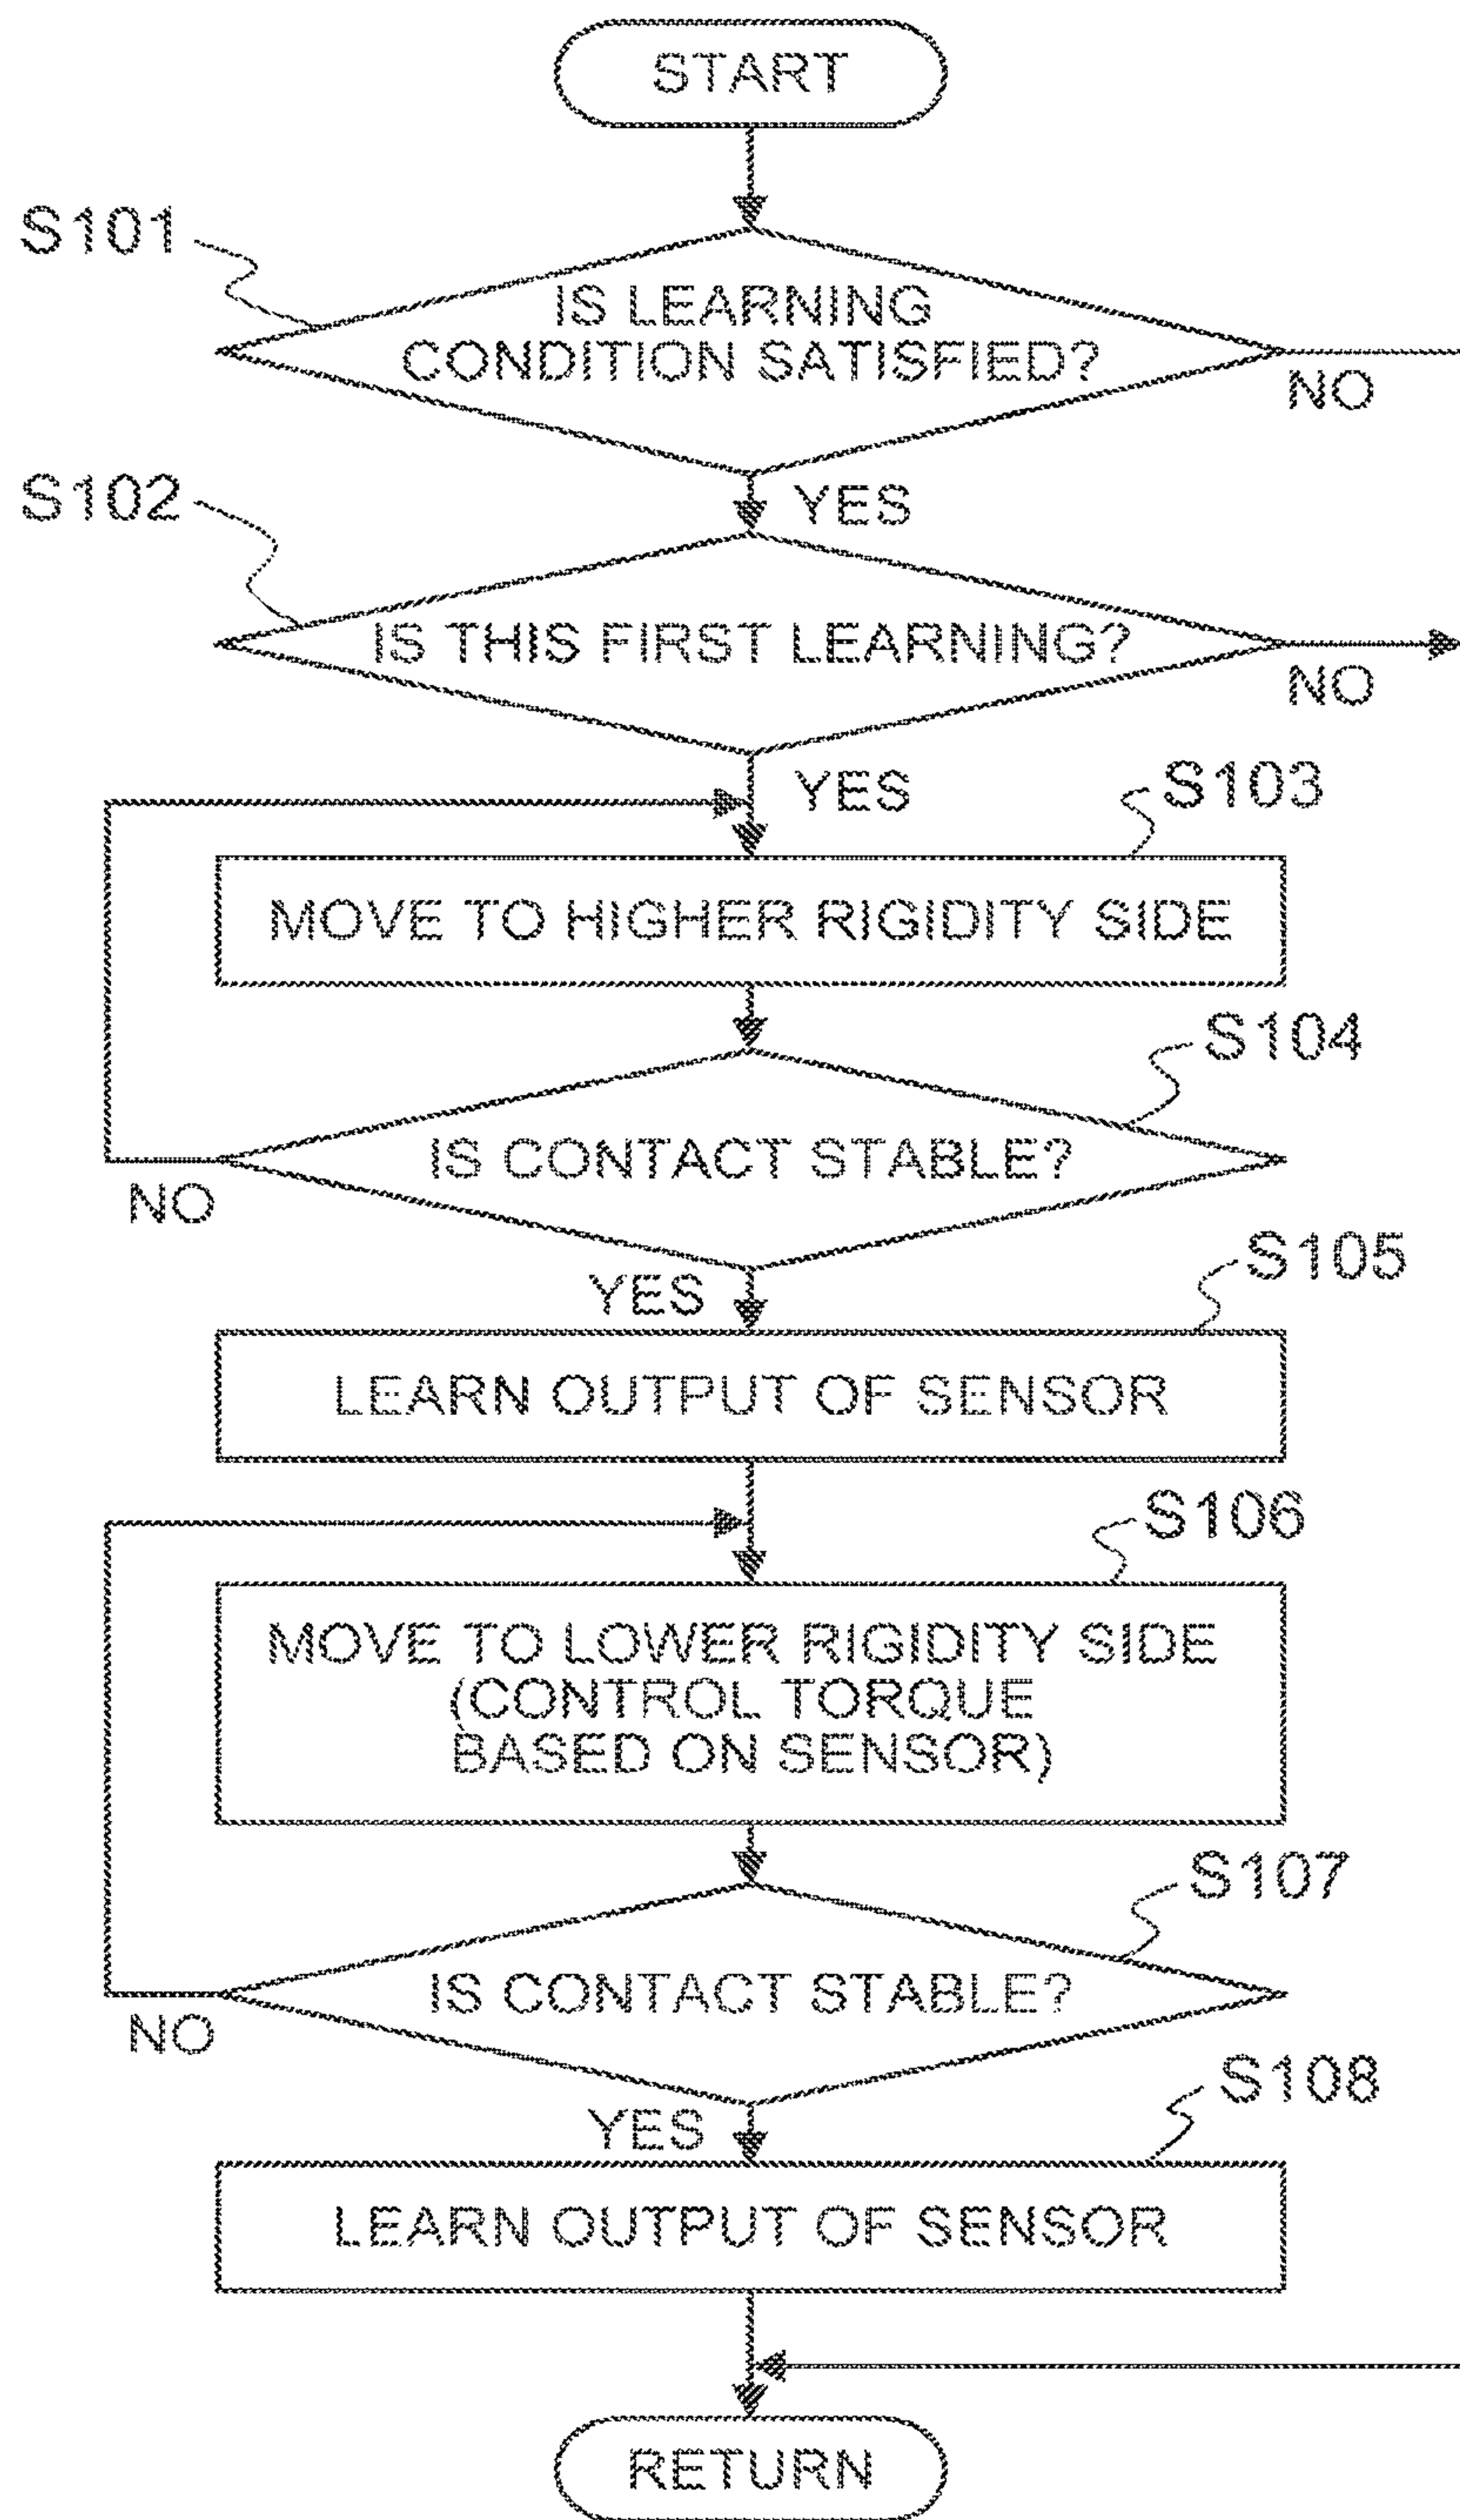 START
S101
IS LEARNING
CONDITION SATISFIED?
NO
S102
YES
IS THIS FIRST LEARNING?
NO
YES
S103
MOVE TO HIGHER RIGIDITY SIDE
S104
IS CONTACT STABLE?
NO
S105
YES
LEARN OUTPUT OF SENSOR
S106
MOVE TO LOWER RIGIDITY SIDE
(CONTROL TORQUE
BASED ON SENSOR)
S107
IS CONTACT STABLE?
NO
S108
YES
LEARN OUTPUT OF SENSOR
RETURN